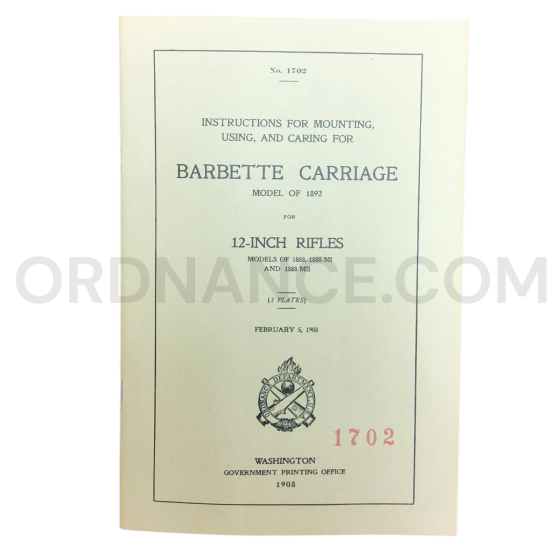 No. 1702
INSTRUCTIONS FOR MOUNTING,
USING, AND CARING FOR
BARBETTE CARRIAGE
MODEL OF 1892
FOR
12-INCH RIFLES
MODELS OF 1888, 1888 MI
AND 1888 MII
ORDNANCE.COM
(3 PLATES)
FEBRUARY 5, 1908
ORDNANCE DEPARTMENT, U.S.A.
1702
WASHINGTON
GOVERNMENT PRINTING OFFICE
1908